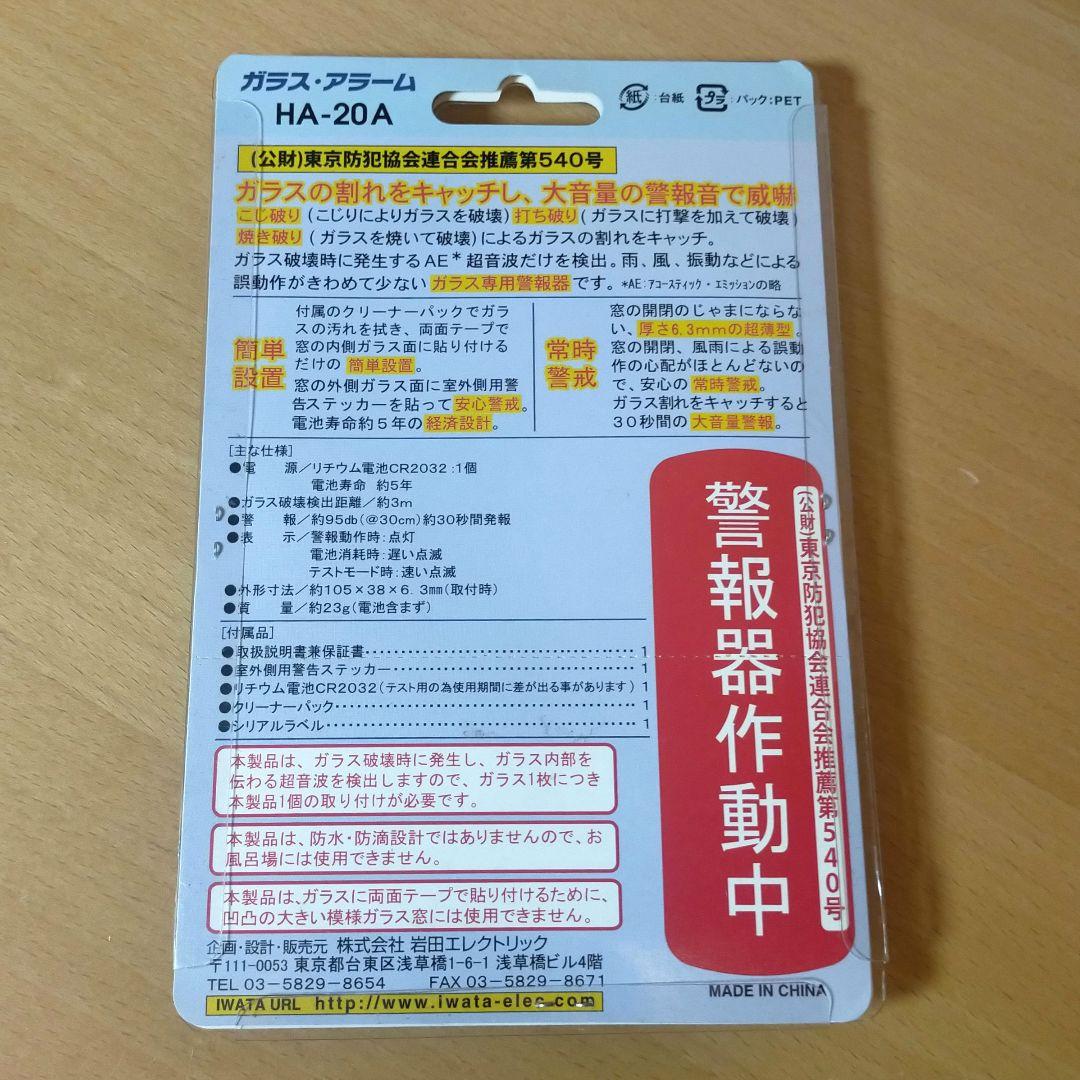 ガラス・アラーム
HA-20A
紙:台紙 プラ:パック:PET
(公財)東京防犯協会連合会推薦第540号
ガラスの割れをキャッチし、大音量の警報音で威嚇
こじ破り(こじりによりガラスを破壊)打ち破り(ガラスに打撃を加えて破壊)
焼き破り(ガラスを焼いて破壊)によるガラスの割れをキャッチ。
ガラス破壊時に発生するAE*超音波だけを検出。雨、風、振動などによる
誤動作がきわめて少ないガラス専用警報器です。*AE:アコースティック・エミッションの略
簡単
設置
付属のクリーナーパックでガラ
スの汚れを拭き、両面テープで
窓の内側ガラス面に貼り付ける
だけの簡単設置。
窓の外側ガラス面に室外側用警
告ステッカーを貼って安心警戒。
電池寿命約5年の経済設計。
常時
警戒
窓の開閉のじゃまにならな
い、厚さ6.3mmの超薄型。
窓の開閉、風雨による誤動
作の心配がほとんどないの
で、安心の常時警戒。
ガラス割れをキャッチすると
30秒間の大音量警報。
[主な仕様]
●電 源/リチウム電池CR2032:1個
電池寿命 約5年
●ガラス破壊検出距離/約3m
●警 報/約95db(@30cm)約30秒間発報
●表 示/警報動作時:点灯
電池消耗時:遅い点滅
テストモード時:速い点滅
●外形寸法/約105×38×6.3mm(取付時)
●質 量/約23g(電池含まず)
[付属品]
●取扱説明書兼保証書 1
●室外側用警告ステッカー 1
●リチウム電池CR2032(テスト用の為使用期間に差が出る事があります) 1
●クリーナーパック 1
●シリアルラベル 1
本製品は、ガラス破壊時に発生し、ガラス内部を
伝わる超音波を検出しますので、ガラス1枚につき
本製品1個の取り付けが必要です。
本製品は、防水・防滴設計ではありませんので、お
風呂場には使用できません。
本製品は、ガラスに両面テープで貼り付けるために、
凹凸の大きい模様ガラス窓には使用できません。
警報器作動中
(公財)東京防犯協会連合会推薦第540号
企画・設計・販売元 株式会社 岩田エレクトリック
〒111-0053 東京都台東区浅草橋1-6-1 浅草橋ビル4階
TEL 03-5829-8654 FAX 03-5829-8671
IWATA URL http://www.iwata-elec.com
MADE IN CHINA